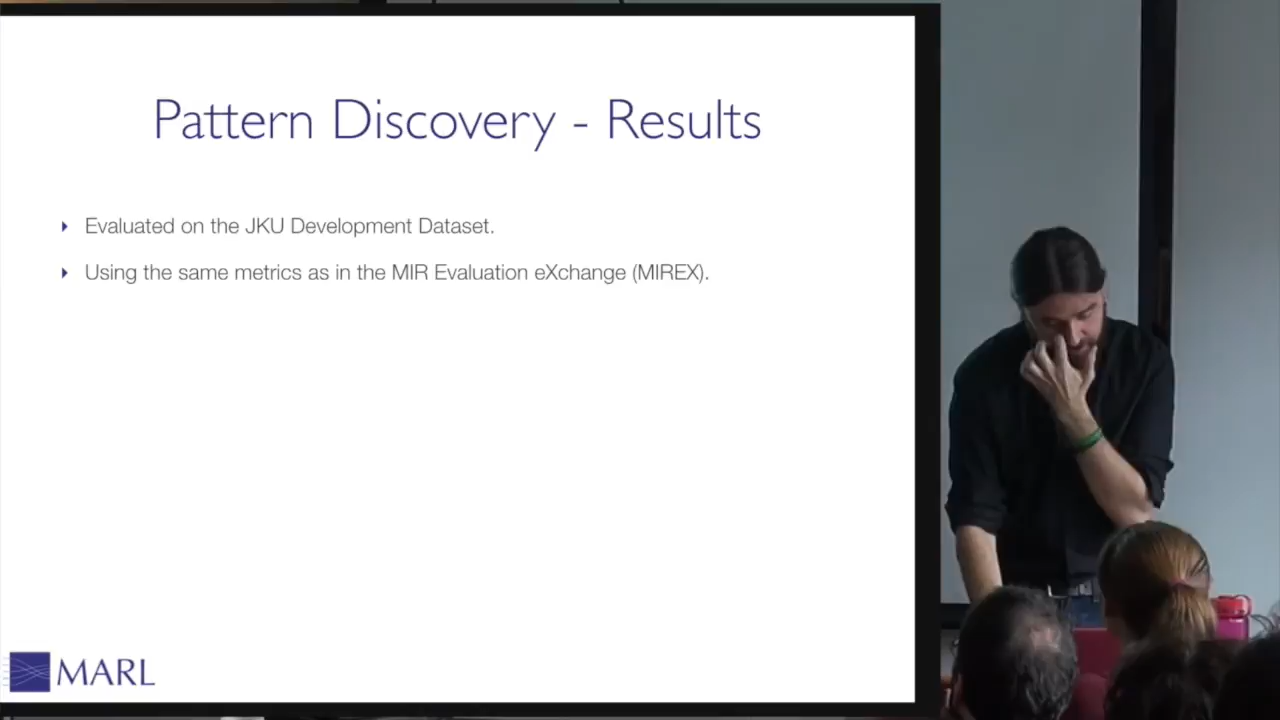 Pattern Discovery - Results
Evaluated on the JKU Development Dataset.
Using the same metrics as in the MIR Evaluation eXchange (MIREX).
MARL